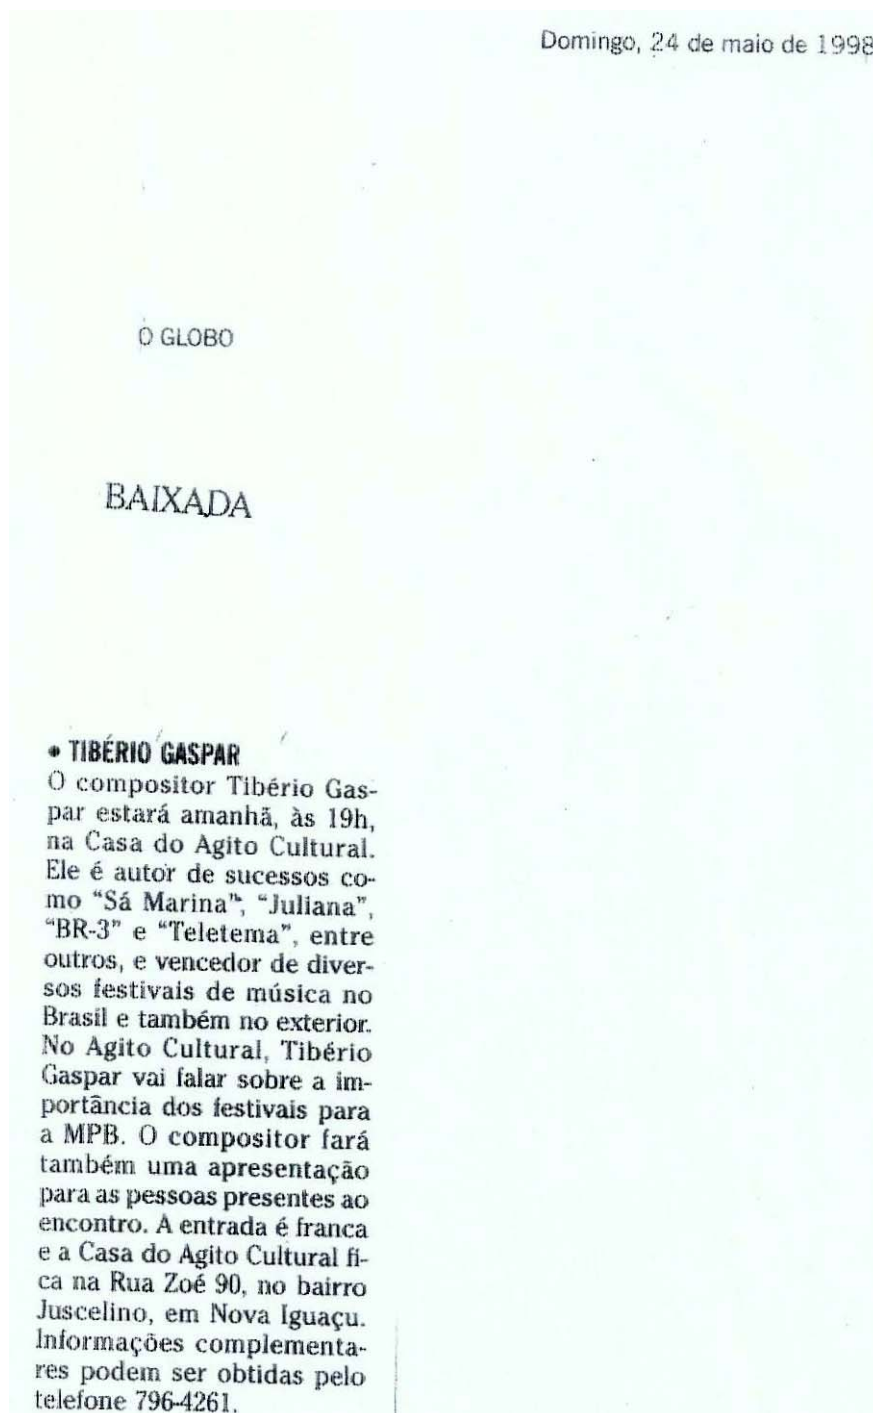 Domingo, 24 de maio de 1998
O GLOBO
BAIXADA
• TIBÉRIO GASPAR
O compositor Tibério Gas-
par estará amanhã, às 19h,
na Casa do Agito Cultural.
Ele é autor de sucessos co-
mo “Sá Marina”, “Juliana”,
“BR-3” e “Teletema”, entre
outros, e vencedor de diver-
sos festivais de música no
Brasil e também no exterior.
No Agito Cultural, Tibério
Gaspar vai falar sobre a im-
portância dos festivais para
a MPB. O compositor fará
também uma apresentação
para as pessoas presentes ao
encontro. A entrada é franca
e a Casa do Agito Cultural fi-
ca na Rua Zoé 90, no bairro
Juscelino, em Nova Iguaçu.
Informações complementa-
res podem ser obtidas pelo
telefone 796-4261.